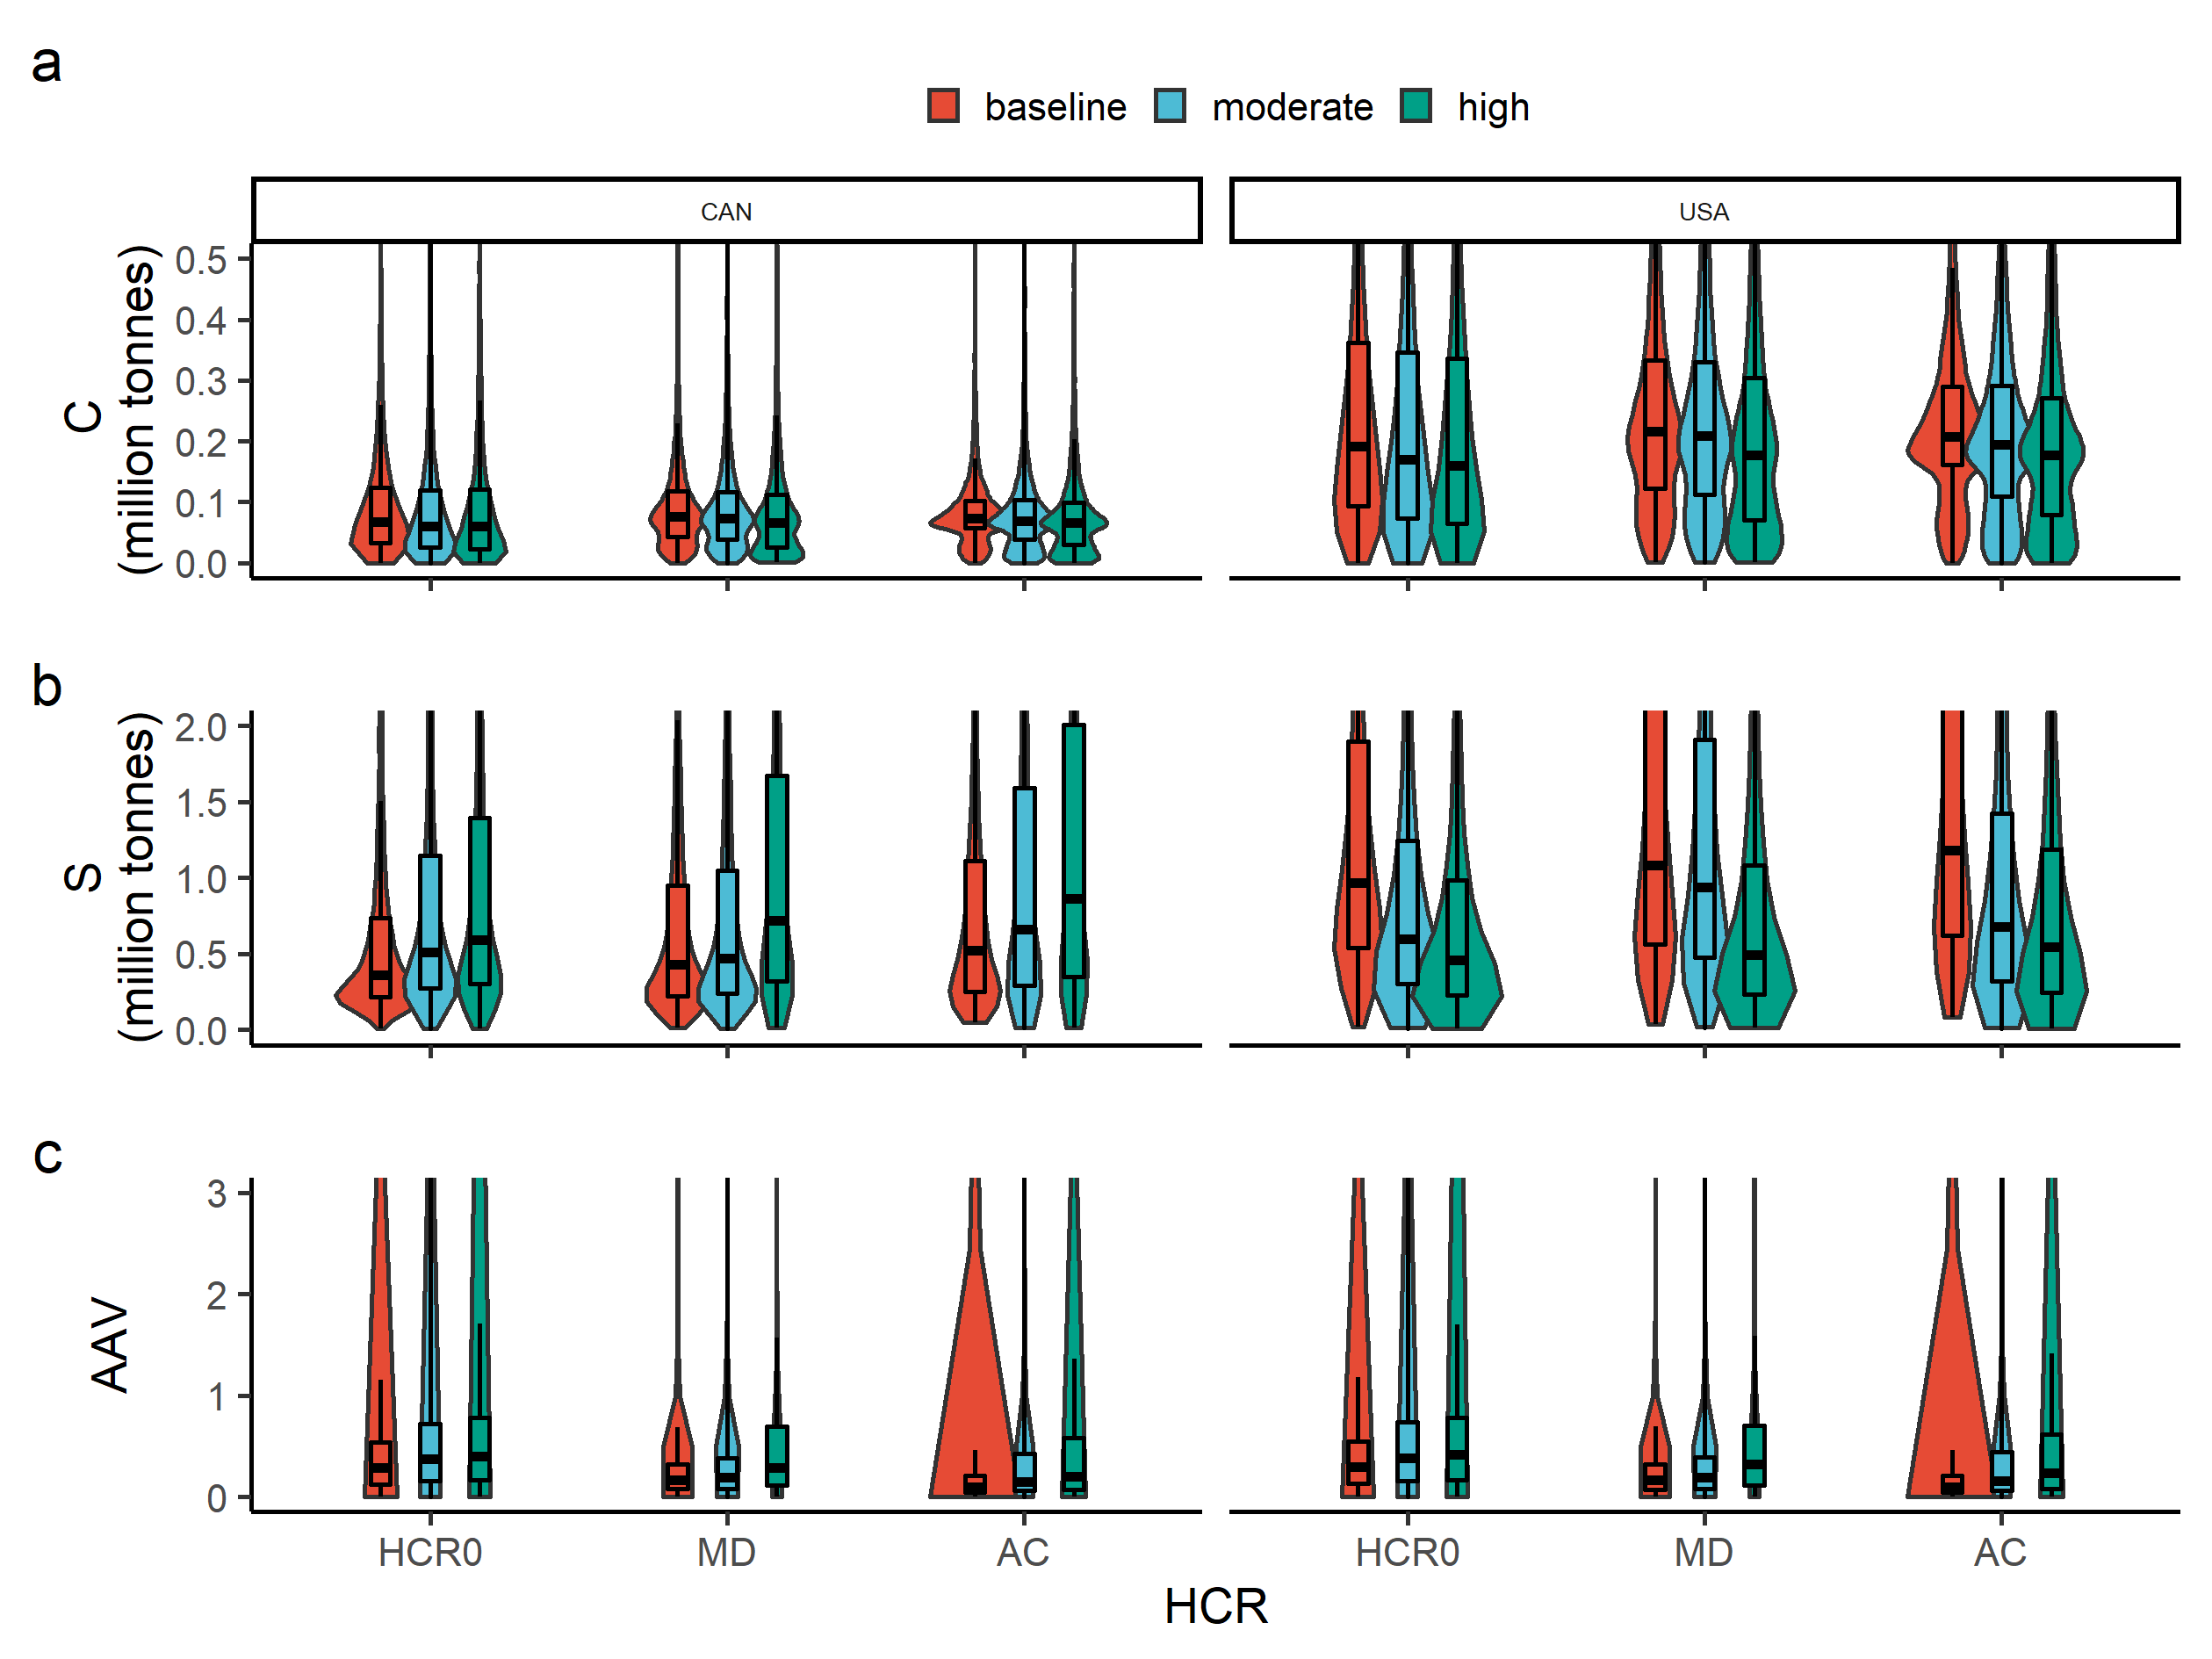 a
baseline moderate high
CAN USA
C
(million tonnes)
0.5
0.4
0.3
0.2
0.1
0.0
b
S
(million tonnes)
2.0
1.5
1.0
0.5
0.0
c
AAV
3
2
1
0
HCR0 MD AC HCR0 MD AC
HCR